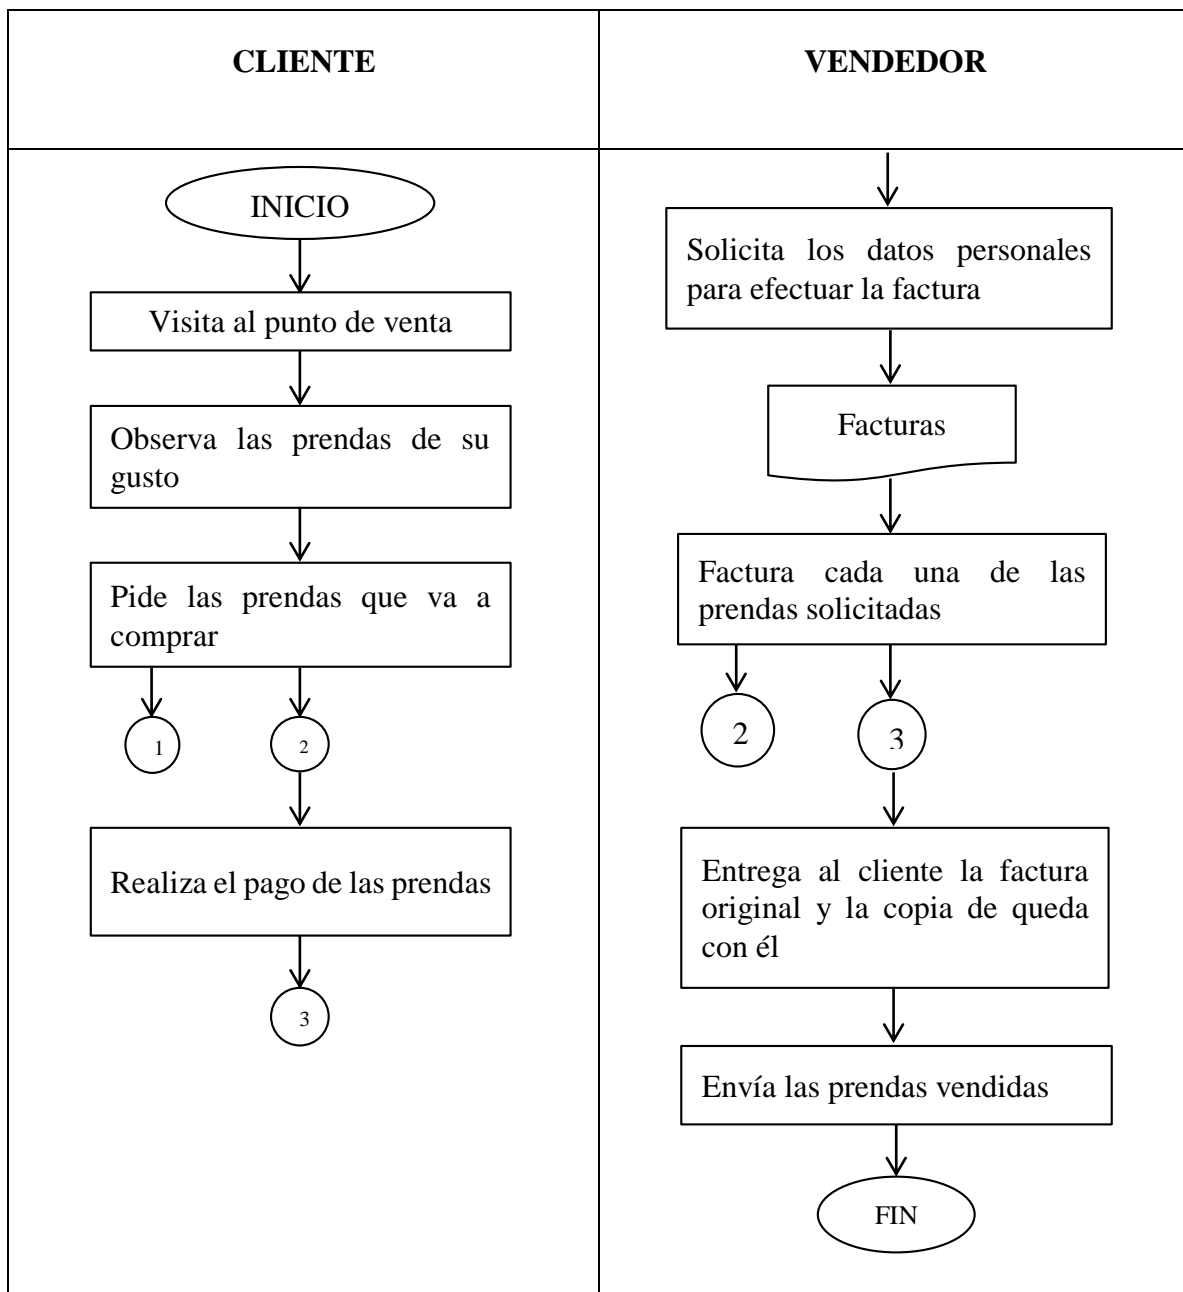 CLIENTE
VENDEDOR
INICIO
Visita al punto de venta
Observa las prendas de su
gusto
Pide las prendas que va a
comprar
1
2
Realiza el pago de las prendas
3
Solicita los datos personales
para efectuar la factura
Facturas
Factura cada una de las
prendas solicitadas
2
3
Entrega al cliente la factura
original y la copia de queda
con él
Envía las prendas vendidas
FIN